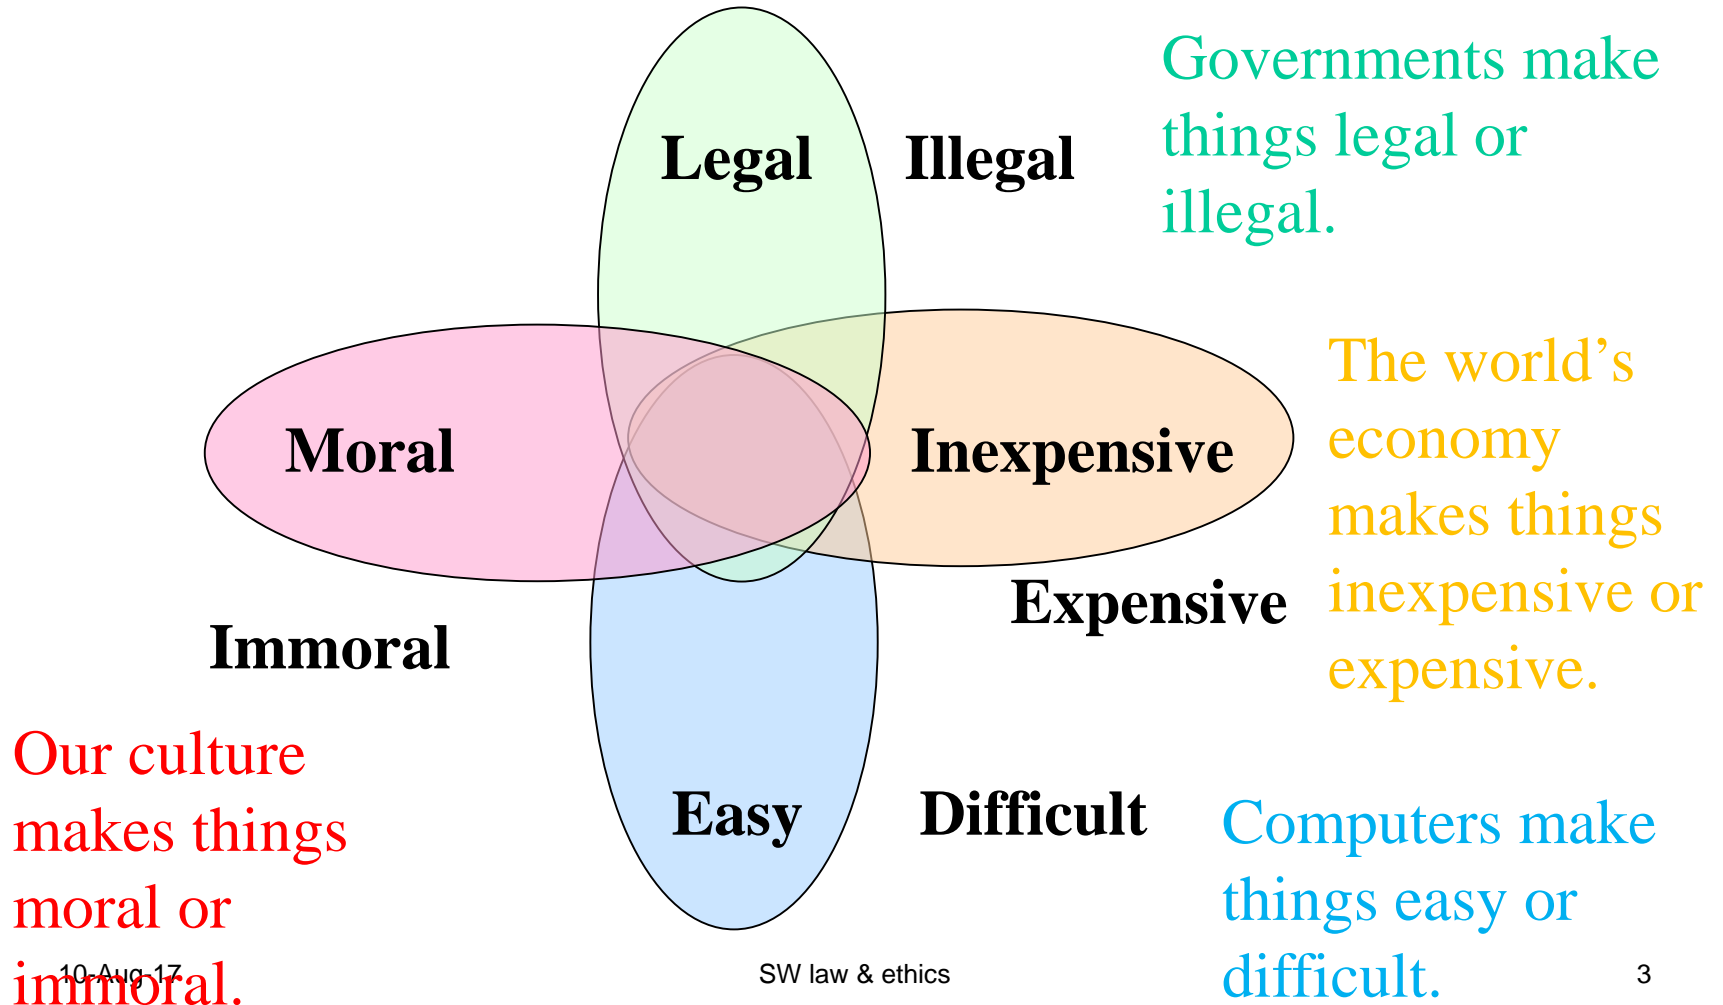 Governments make
things legal or
illegal.
Legal
Illegal
The world’s
economy
makes things
inexpensive or
expensive.
Moral
Inexpensive
Expensive
Immoral
Our culture
makes things
moral or
immoral.
Easy
Difficult
Computers make
things easy or
difficult.
10-Aug-17
SW law & ethics
3